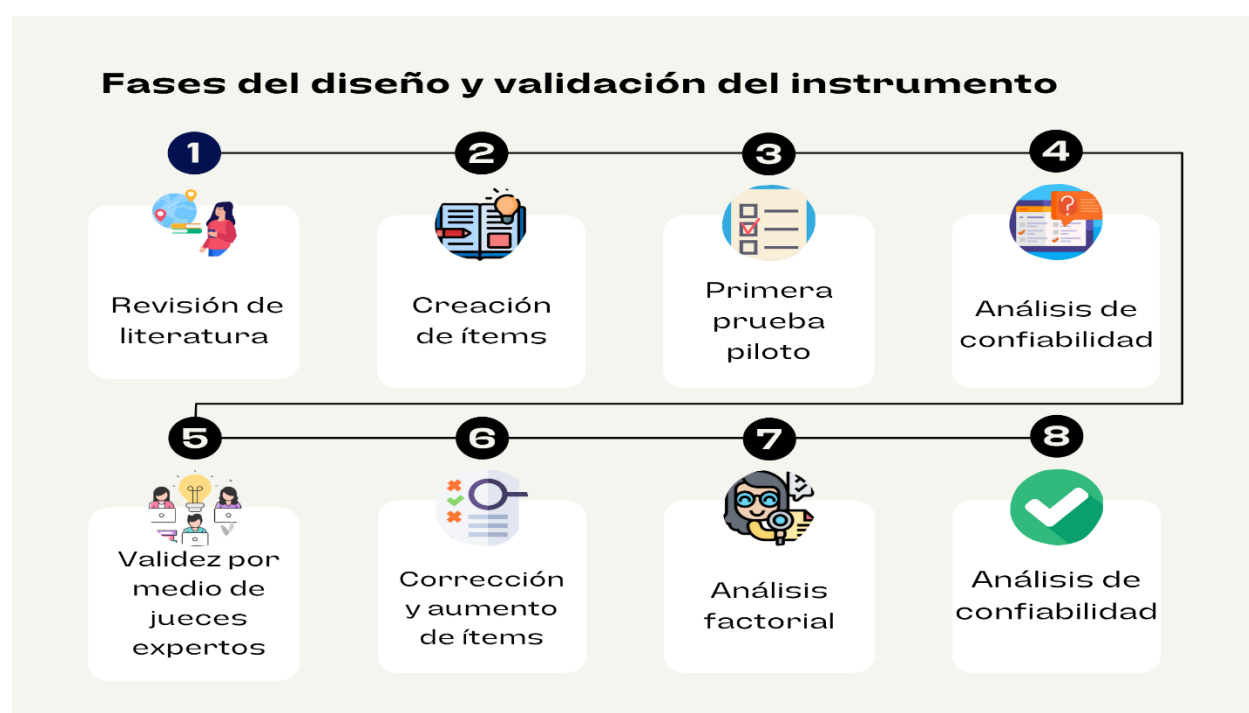 Fases del diseño y validación del instrumento
1
2
3
4
Revisión de
literatura
Creación
de ítems
Primera
prueba
piloto
?
Análisis de
confiabilidad
5
6
7
8
Validez por
medio de
jueces
expertos
Corrección
y aumento
de ítems
Análisis
factorial
Análisis de
confiabilidad